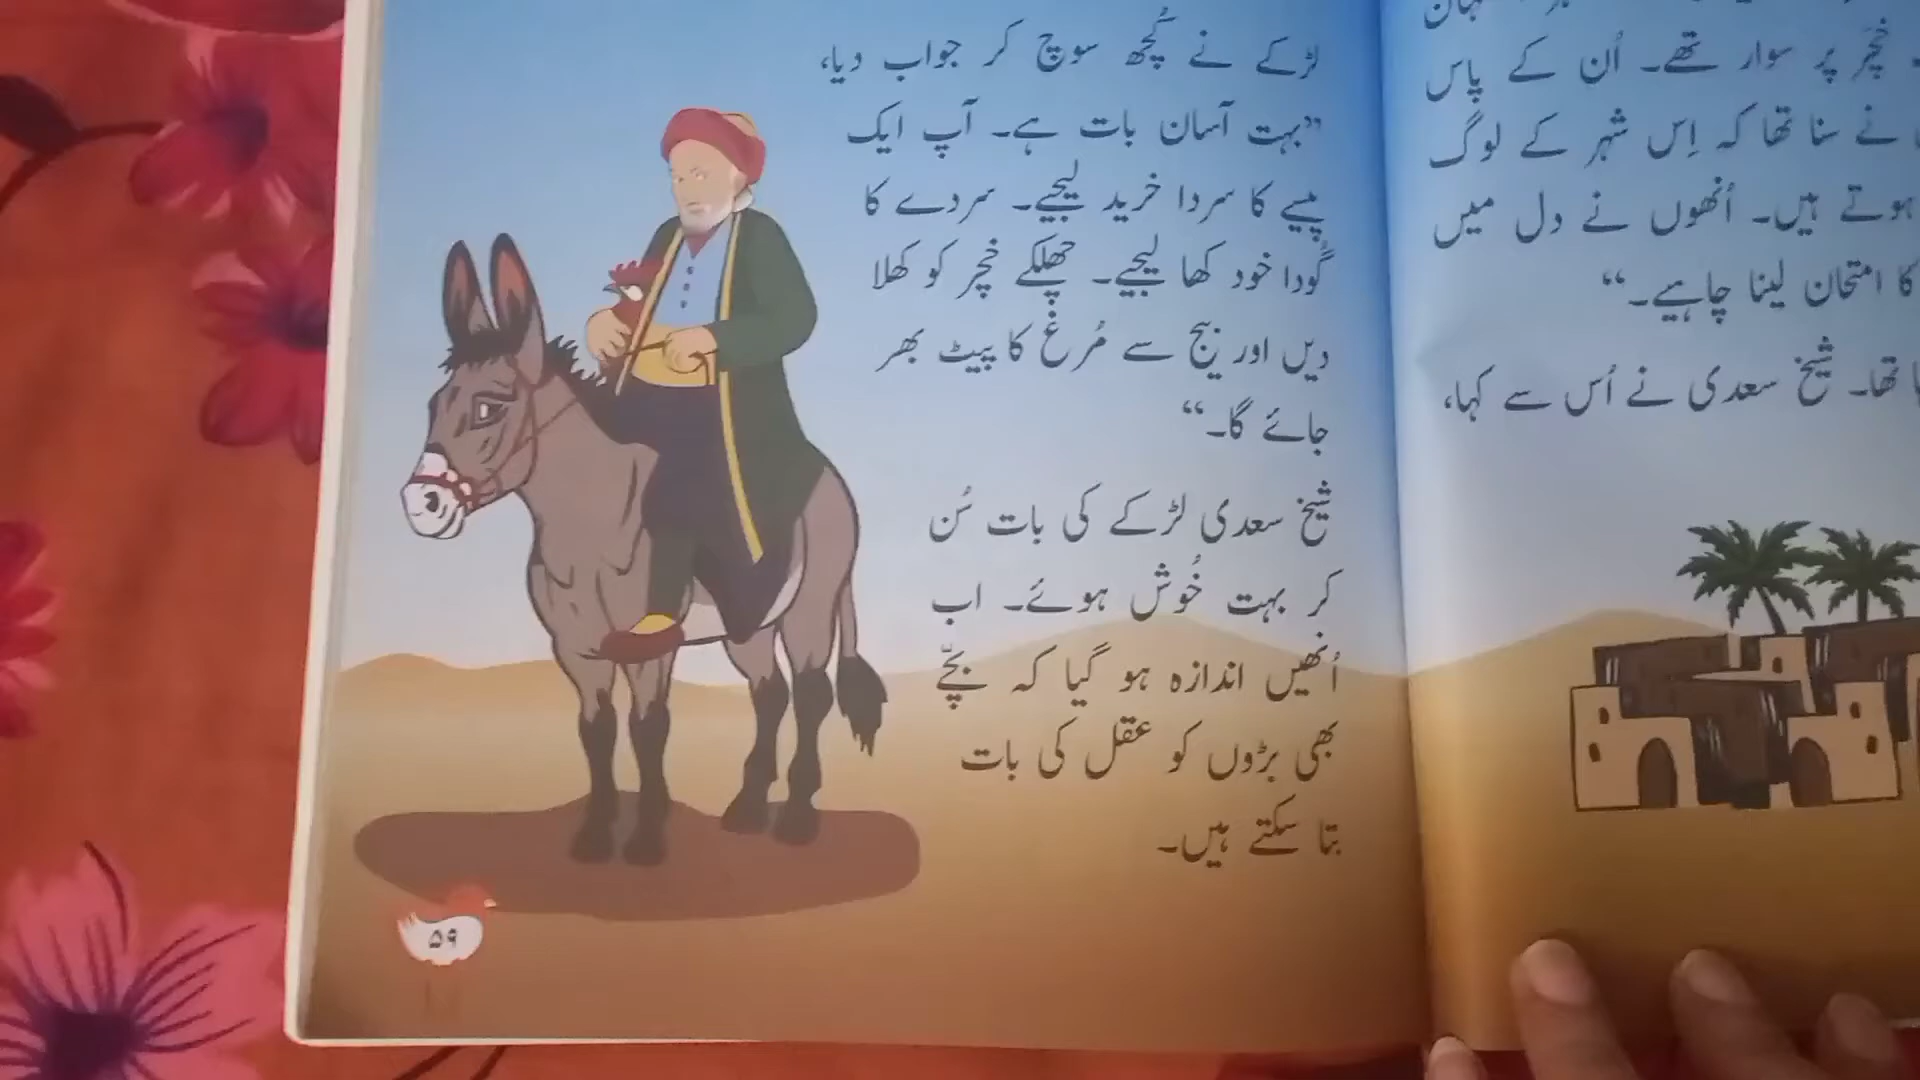 نچّر پر سوار تھے۔ اُن کے پاس
نے سنا تھا کہ اِس شہر کے لوگ
ہوتے ہیں۔ اُنھوں نے دل میں
کا امتحان لینا چاہیے۔“
تھا۔ شیخ سعدی نے اُس سے کہا،
لڑکے نے کُچھ سوچ کر جواب دیا،
”بہت آسان بات ہے۔ آپ ایک
پیسے کا سردا خرید لیجیے۔ سردے کا
گُودا خود کھا لیجیے۔ چھلکے خچّر کو کھلا
دیں اور بیج سے مُرغ کا پیٹ بھر
جائے گا۔“
شیخ سعدی لڑکے کی بات سُن
کر بہت خُوش ہوئے۔ اب
اُنھیں اندازہ ہو گیا کہ بچّے
بھی بڑوں کو عقل کی بات
بتا سکتے ہیں۔
۵۹